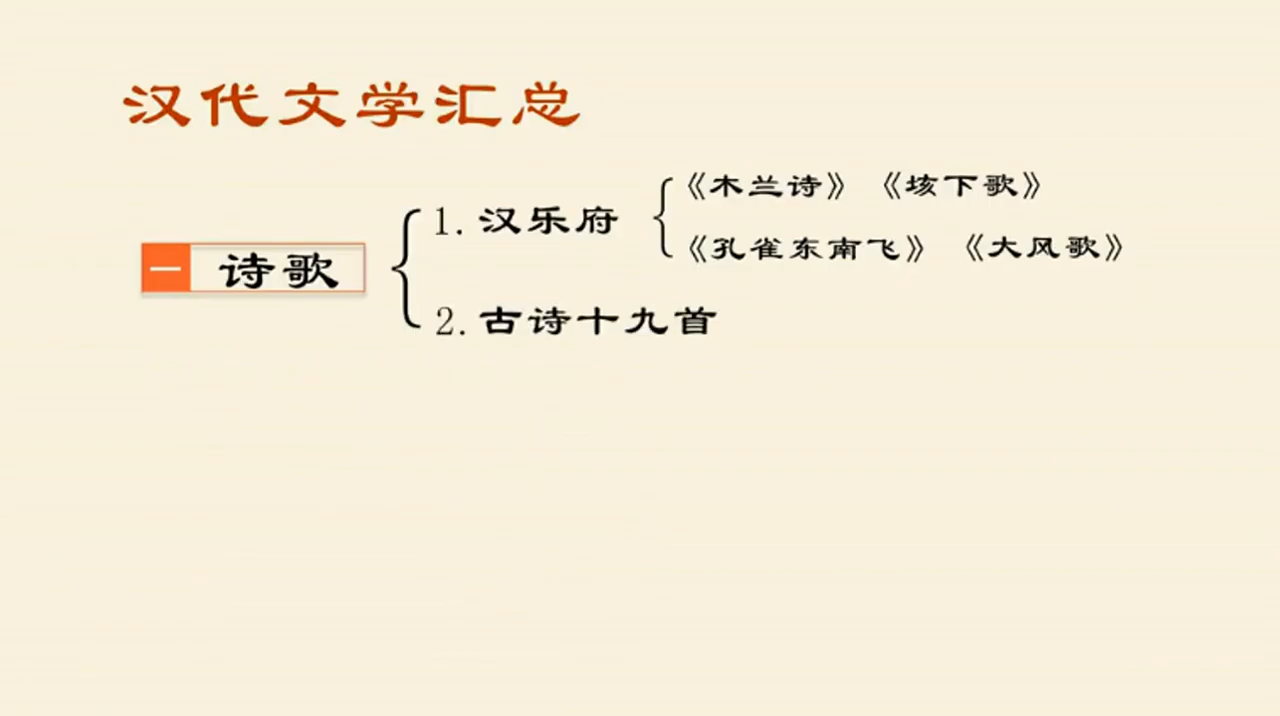 汉代文学汇总
一 诗歌
1. 汉乐府
《木兰诗》 《垓下歌》
《孔雀东南飞》 《大风歌》
2. 古诗十九首